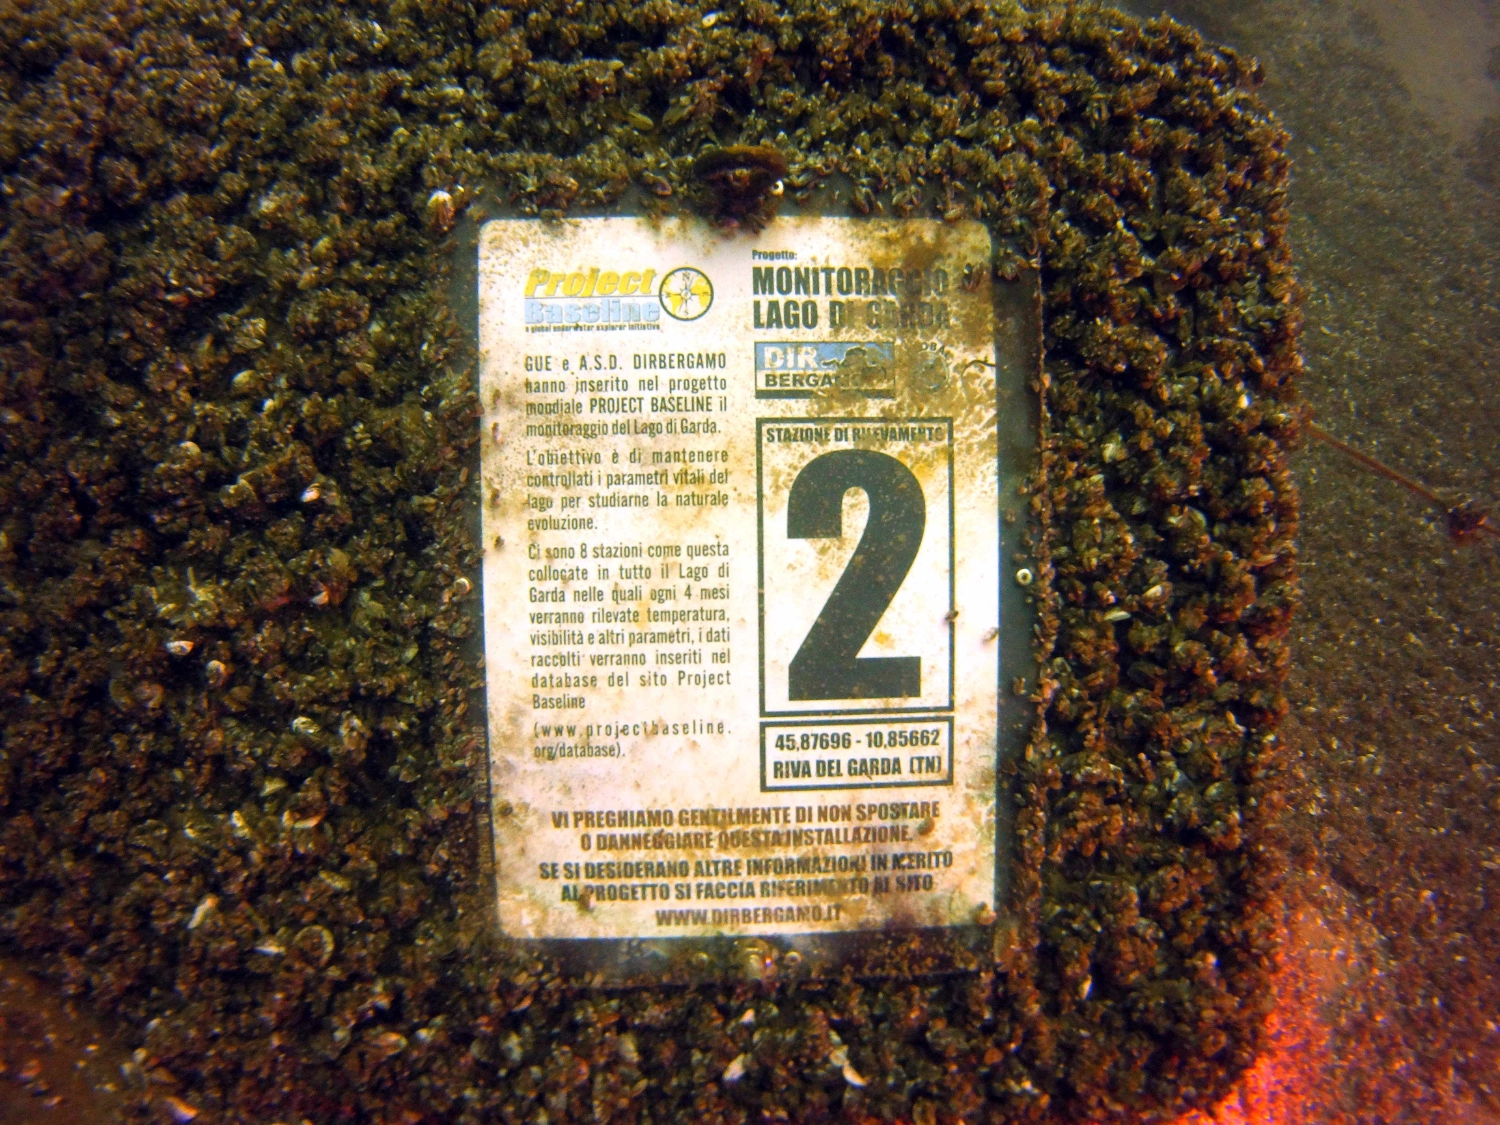 Project
Baseline
a global underwater explorer initiative
N
GUE e A.S.D. DIRBERGAMO
hanno inserito nel progetto
mondiale PROJECT BASELINE il
monitoraggio del Lago di Garda.
L'obiettivo è di mantenere
controllati i parametri vitali del
lago per studiarne la naturale
evoluzione.
Ci sono 8 stazioni come questa
collocate in tutto il Lago di
Garda nelle quali ogni 4 mesi
verranno rilevate temperatura,
visibilità e altri parametri, i dati
raccolti verranno inseriti nel
database del sito Project
Baseline
(www.projectbaseline.
org/database).
Progetto:
MONITORAGGIO
LAGO DI GARDA
DIR
BERGAMO
STAZIONE DI RILEVAMENTO
2
45,87696 - 10,85662
RIVA DEL GARDA (TN)
VI PREGHIAMO GENTILMENTE DI NON SPOSTARE
O DANNEGGIARE QUESTA INSTALLAZIONE.
SE SI DESIDERANO ALTRE INFORMAZIONI IN MERITO
AL PROGETTO SI FACCIA RIFERIMENTO AL SITO
WWW.DIRBERGAMO.IT